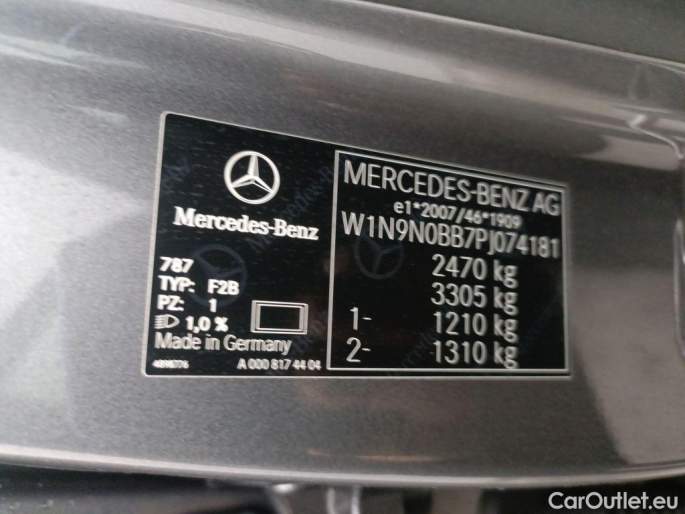 Mercedes-Benz
787
TYP: F2B
PZ: 1
1,0 %
Made in Germany
A 000 817 44 04
MERCEDES-BENZ AG
e1*2007/46*1909
W1N9N0BB7PJ074181
2470 kg
3305 kg
1- 1210 kg
2- 1310 kg
CarOutlet.eu